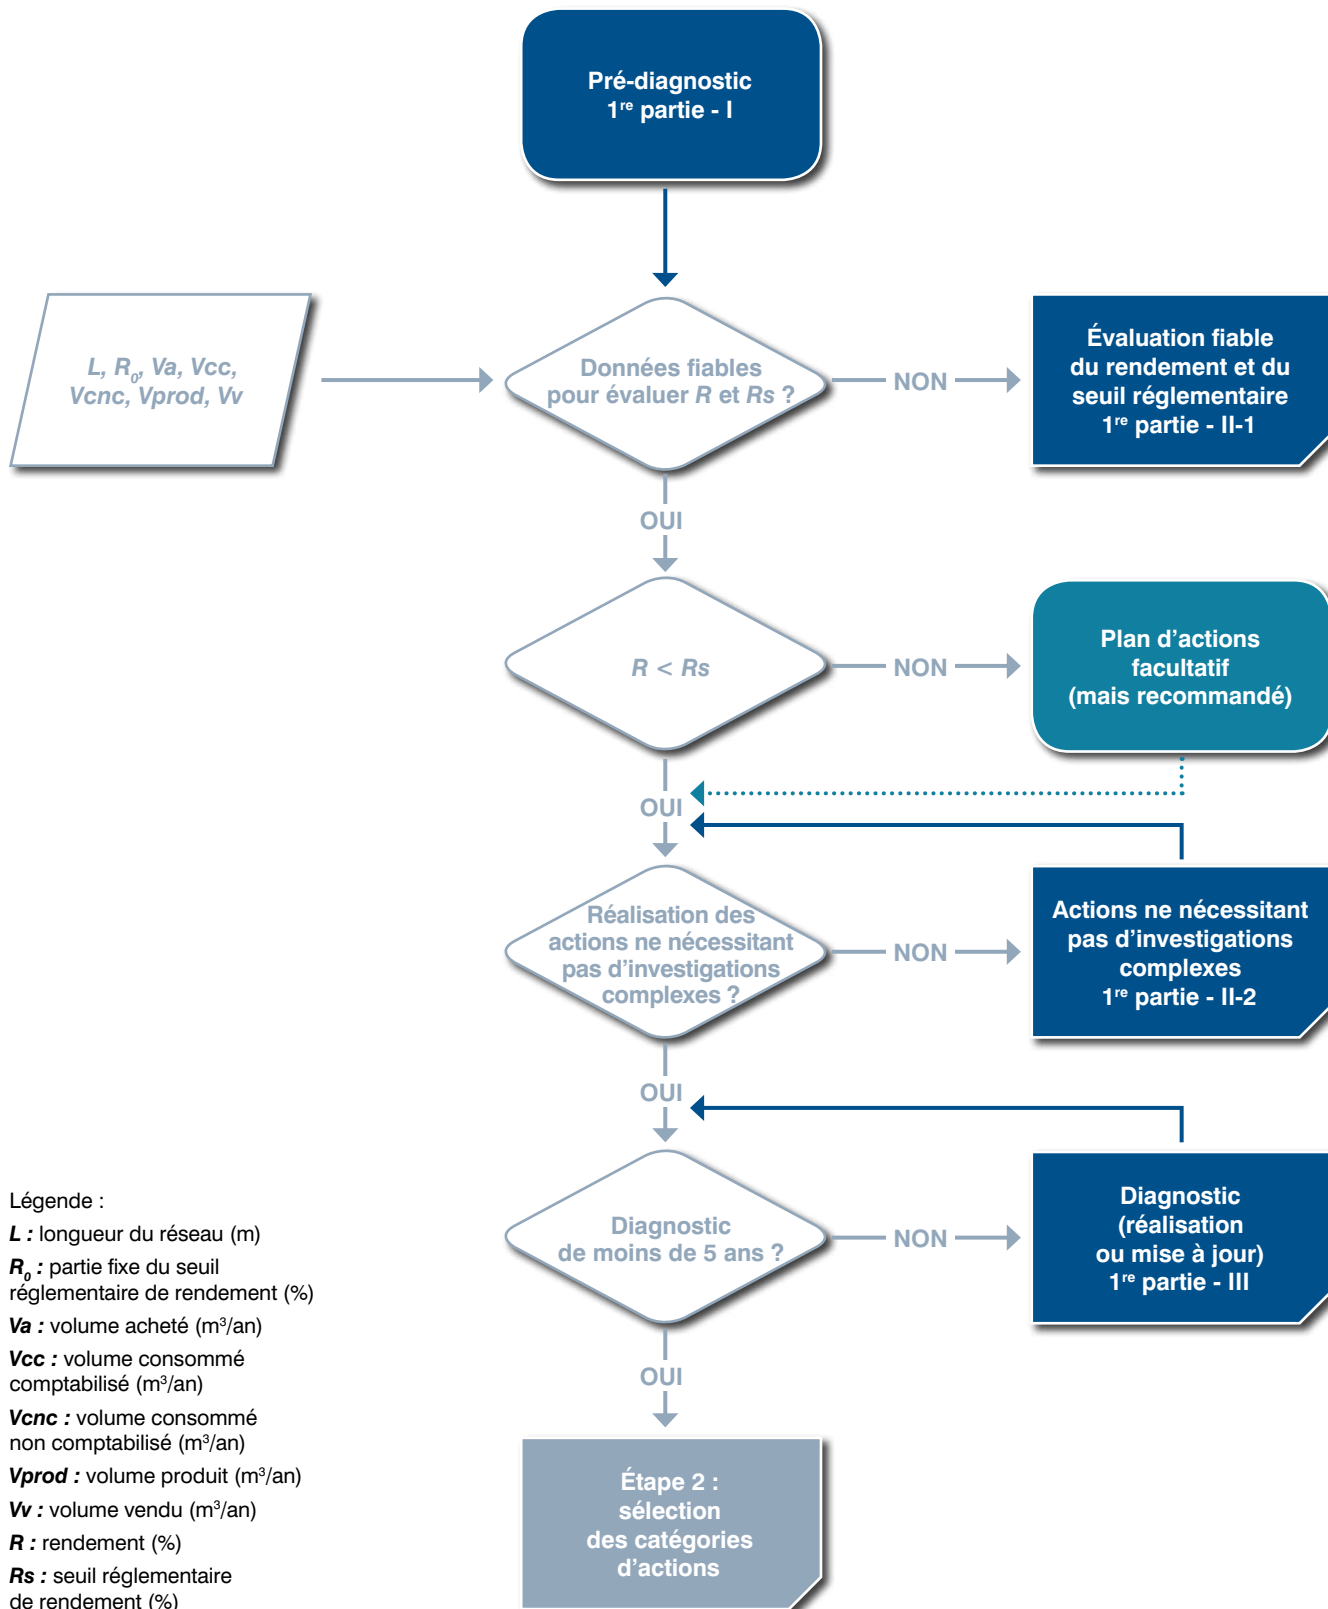 Pré-diagnostic
1re partie - I
L, R0, Va, Vcc,
Vcnc, Vprod, Vv
Données fiables
pour évaluer R et Rs ?
NON
Évaluation fiable
du rendement et du
seuil réglementaire
1re partie - II-1
OUI
R < Rs
NON
Plan d’actions
facultatif
(mais recommandé)
OUI
Réalisation des
actions ne nécessitant
pas d’investigations
complexes ?
NON
Actions ne nécessitant
pas d’investigations
complexes
1re partie - II-2
OUI
Diagnostic
de moins de 5 ans ?
NON
Diagnostic
(réalisation
ou mise à jour)
1re partie - III
OUI
Étape 2 :
sélection
des catégories
d’actions
Légende :
L : longueur du réseau (m)
R0 : partie fixe du seuil
réglementaire de rendement (%)
Va : volume acheté (m³/an)
Vcc : volume consommé
comptabilisé (m³/an)
Vcnc : volume consommé
non comptabilisé (m³/an)
Vprod : volume produit (m³/an)
Vv : volume vendu (m³/an)
R : rendement (%)
Rs : seuil réglementaire
de rendement (%)